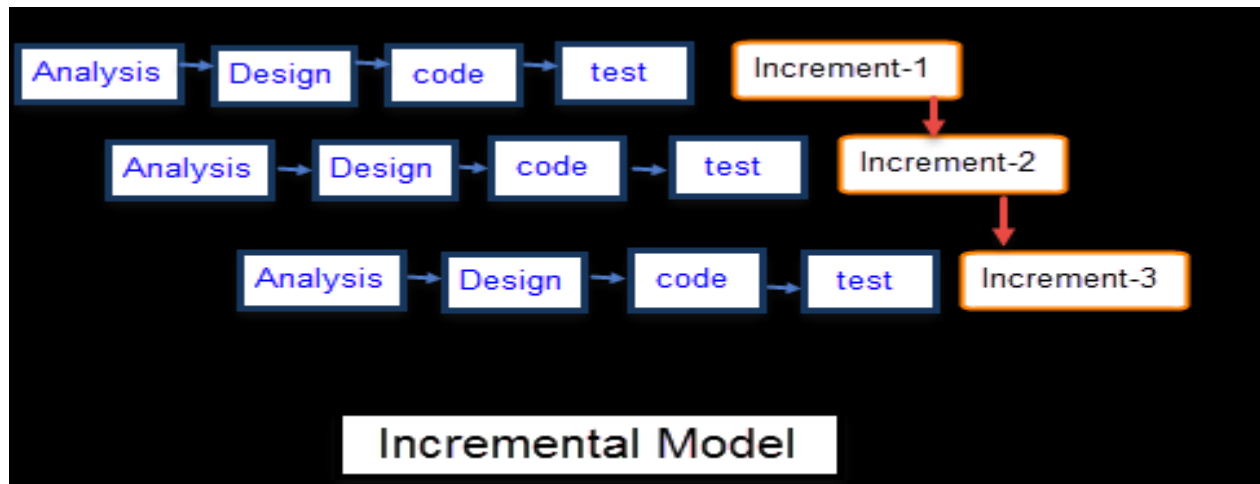 Analysis Design code test Increment-1
Analysis Design code test Increment-2
Analysis Design code test Increment-3
Incremental Model